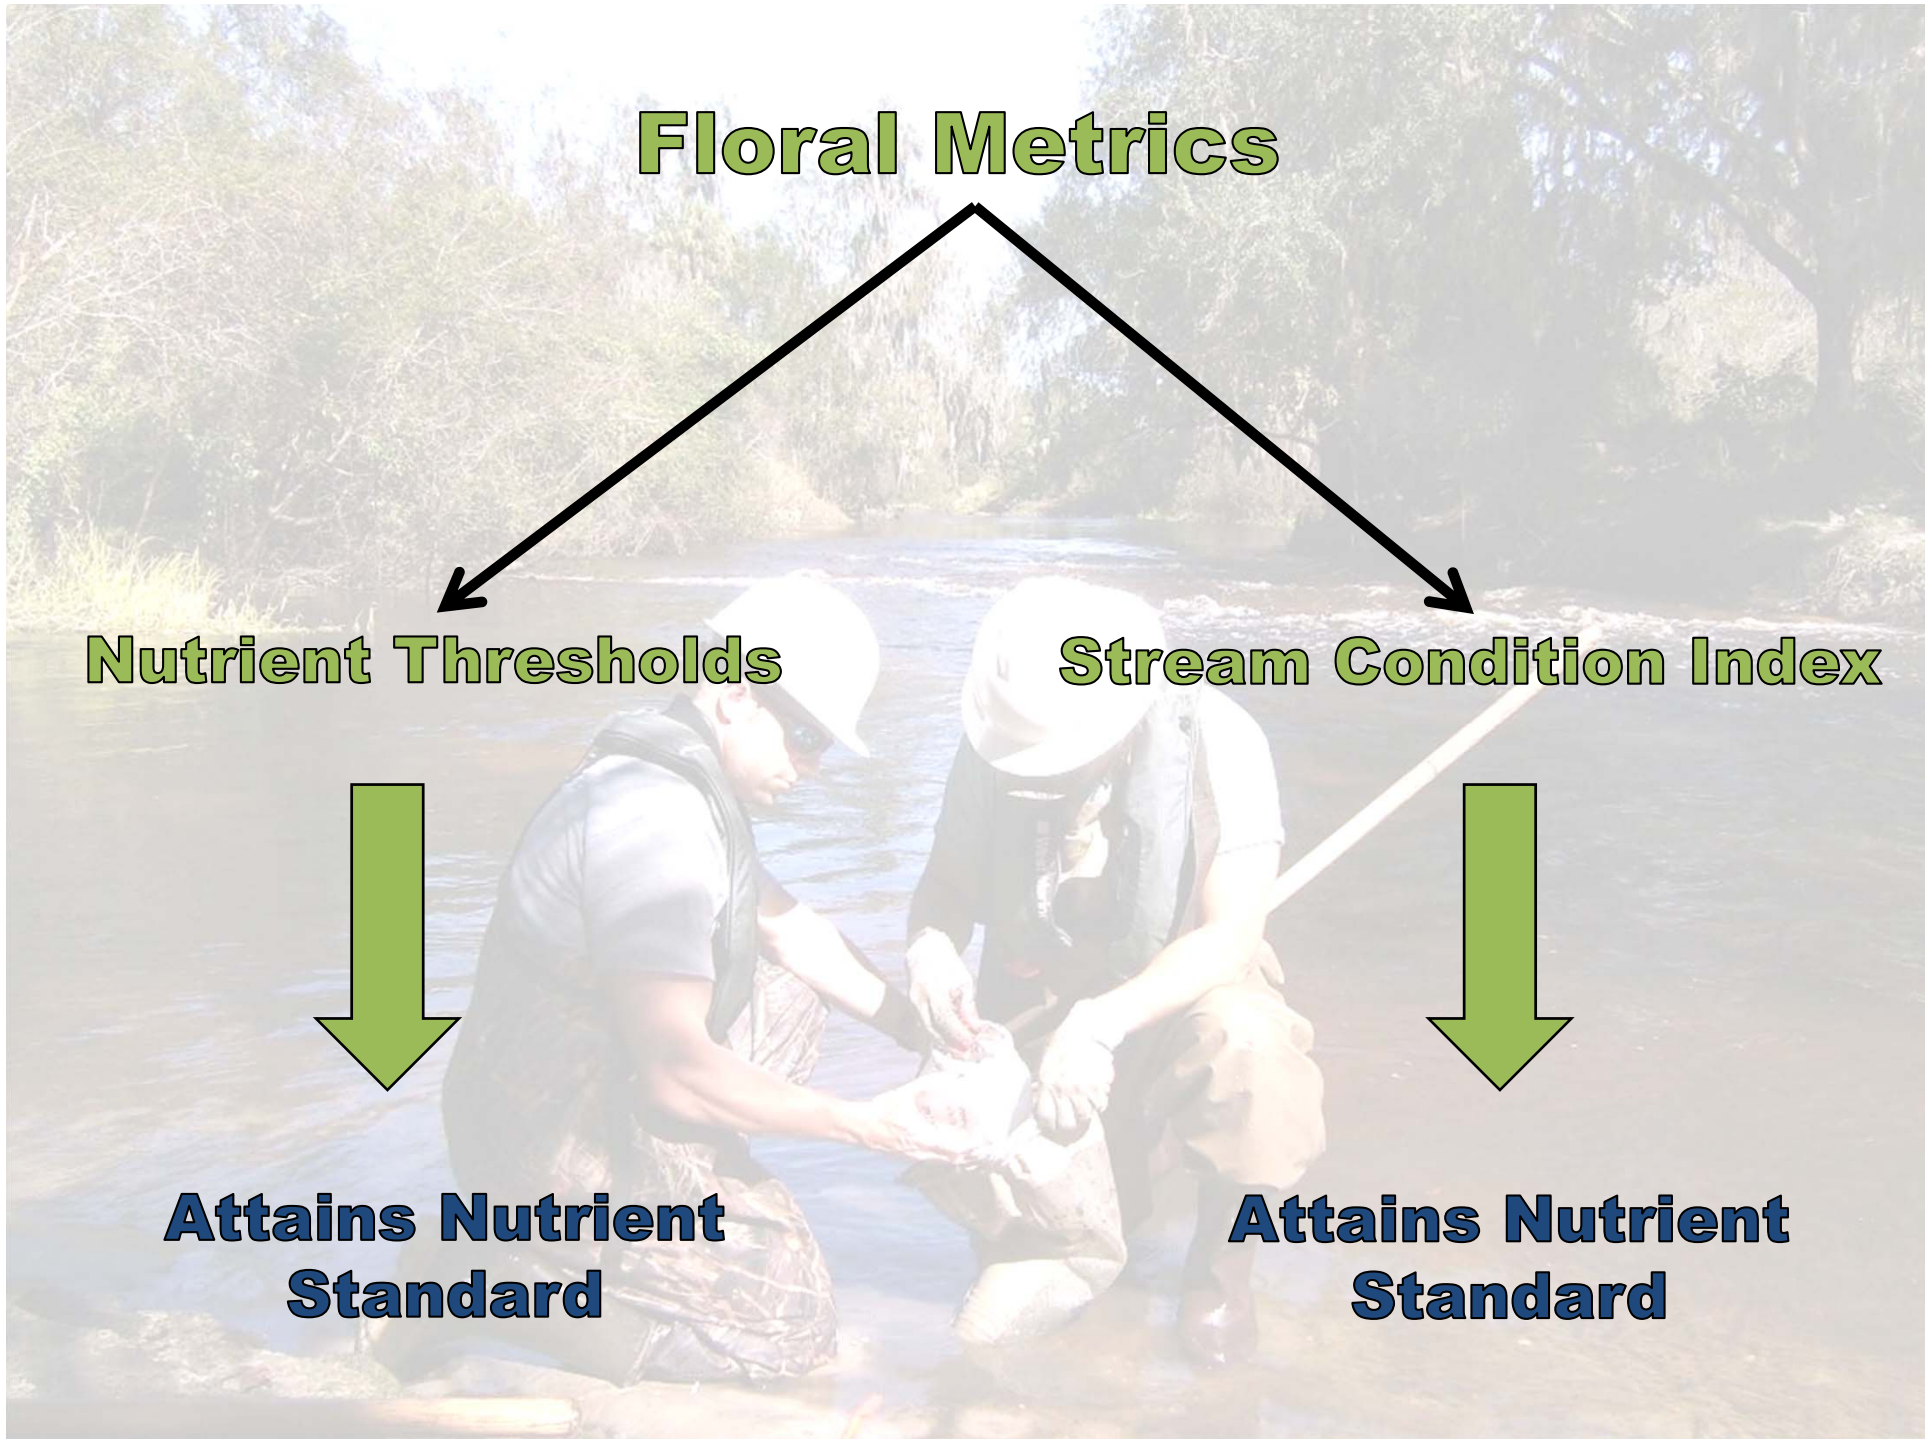 Floral Metrics
Nutrient Thresholds
Stream Condition Index
Attains Nutrient
Standard
Attains Nutrient
Standard